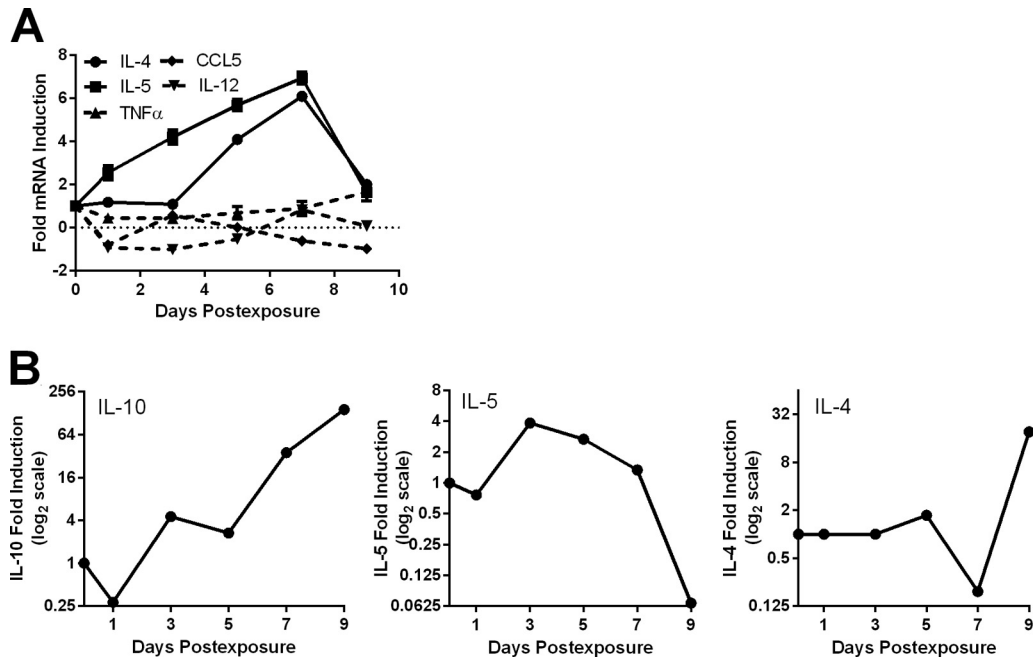 A
IL-4
CCL5
IL-5
IL-12
TNFα
Fold mRNA Induction
8
6
4
2
0
-2
0 2 4 6 8 10
Days Postexposure
B
IL-10
IL-10 Fold Induction
(log₂ scale)
256
64
16
4
1
0.25
1 3 5 7 9
Days Postexposure
IL-5
IL-5 Fold Induction
(log₂ scale)
8
4
2
1
0.5
0.25
0.125
0.0625
1 3 5 7 9
Days Postexposure
IL-4
IL-4 Fold Induction
(log₂ scale)
32
8
2
0.5
0.125
1 3 5 7 9
Days Postexposure